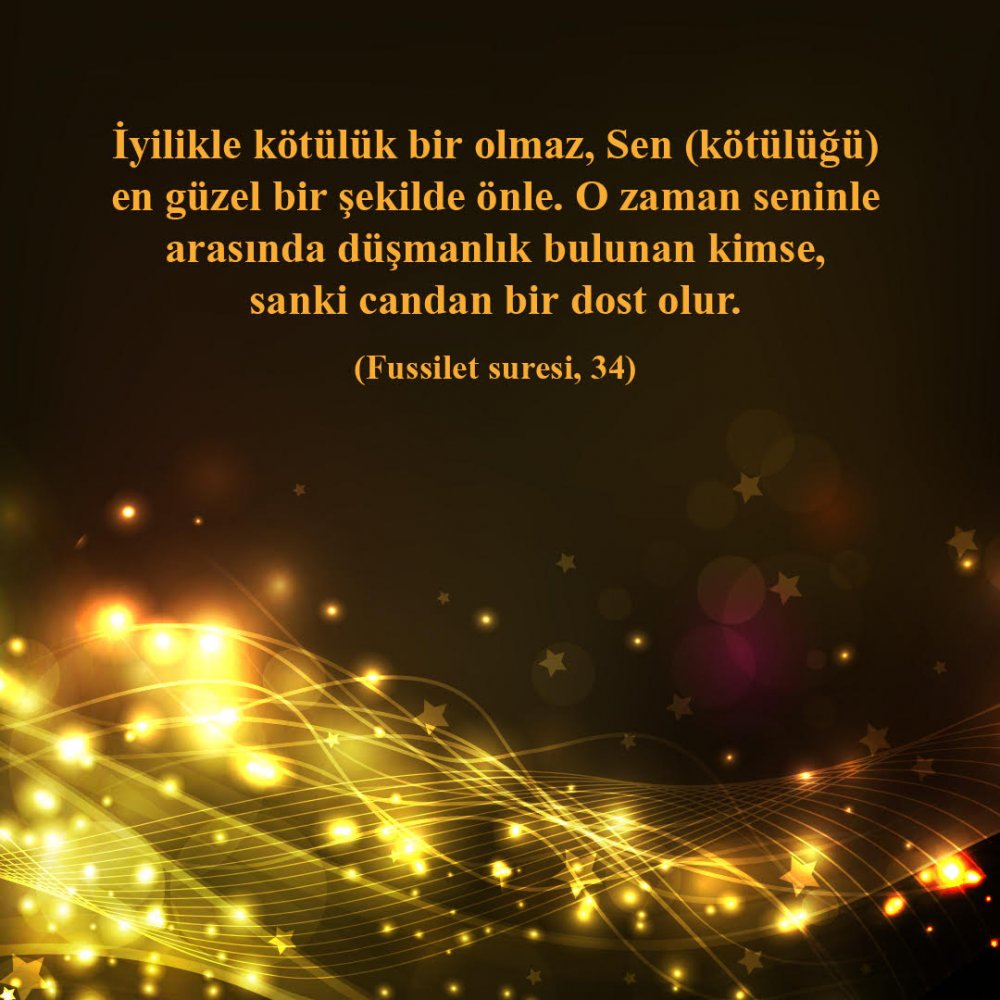 İyilikle kötülük bir olmaz, Sen (kötülüğü)
en güzel bir şekilde önle. O zaman seninle
arasında düşmanlık bulunan kimse,
sanki candan bir dost olur.
(Fussilet suresi, 34)